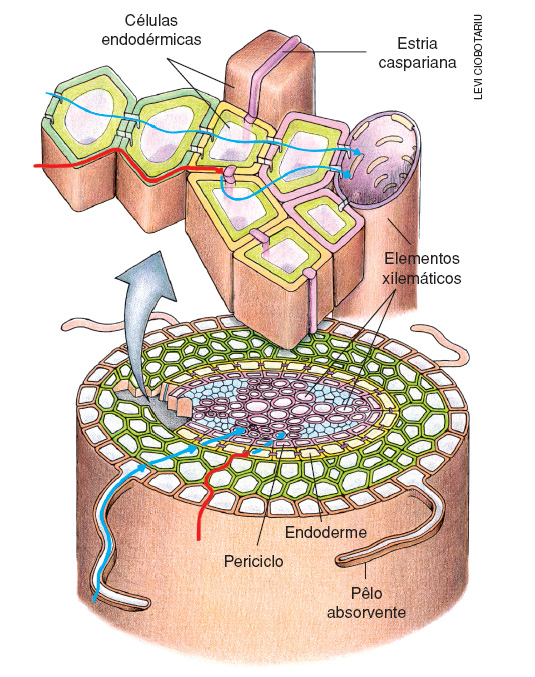 Células
endodérmicas
Estria
caspariana
LEVI CIOBOTARIU
Elementos
xilemáticos
Endoderme
Periciclo
Pêlo
absorvente